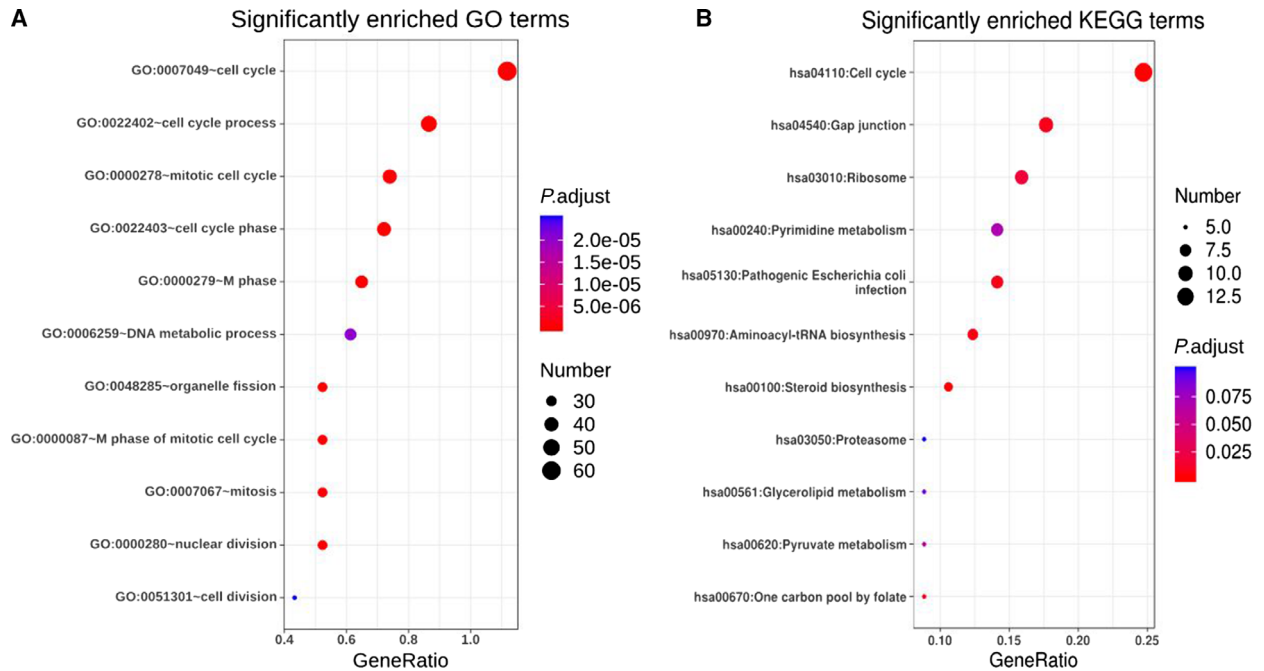 A
Significantly enriched GO terms
GO:0007049~cell cycle
GO:0022402~cell cycle process
GO:0000278~mitotic cell cycle
GO:0022403~cell cycle phase
GO:0000279~M phase
GO:0006259~DNA metabolic process
GO:0048285~organelle fission
GO:0000087~M phase of mitotic cell cycle
GO:0007067~mitosis
GO:0000280~nuclear division
GO:0051301~cell division
0.4 0.6 0.8 1.0
GeneRatio
P.adjust
2.0e-05
1.5e-05
1.0e-05
5.0e-06
Number
30
40
50
60
B
Significantly enriched KEGG terms
hsa04110:Cell cycle
hsa04540:Gap junction
hsa03010:Ribosome
hsa00240:Pyrimidine metabolism
hsa05130:Pathogenic Escherichia coli
infection
hsa00970:Aminoacyl-tRNA biosynthesis
hsa00100:Steroid biosynthesis
hsa03050:Proteasome
hsa00561:Glycerolipid metabolism
hsa00620:Pyruvate metabolism
hsa00670:One carbon pool by folate
0.10 0.15 0.20 0.25
GeneRatio
Number
5.0
7.5
10.0
12.5
P.adjust
0.075
0.050
0.025